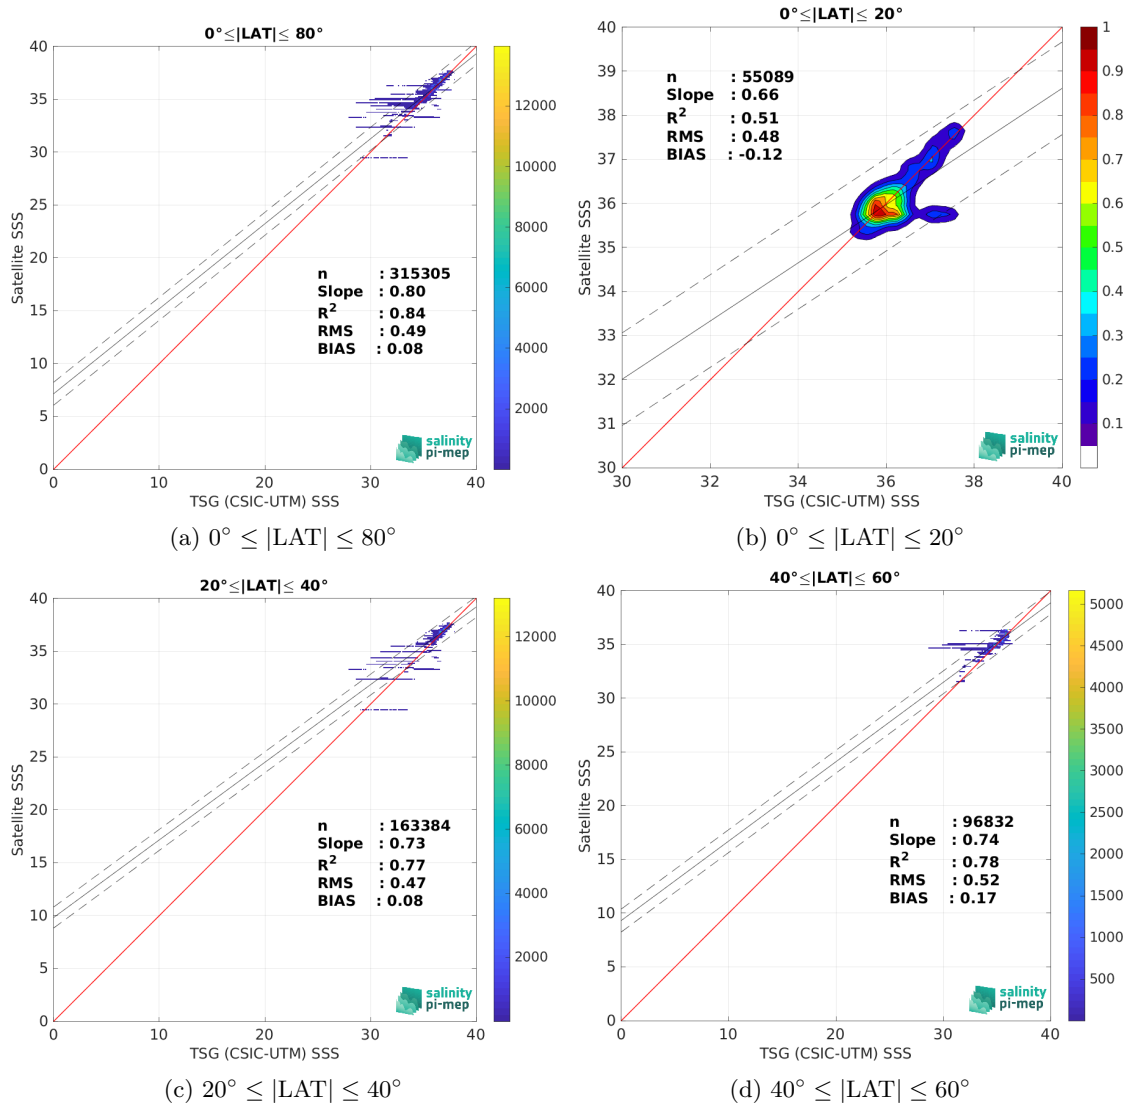 0°≤|LAT|≤ 80°
40
35
30
25
20
15
10
5
0
Satellite SSS
n : 315305
Slope : 0.80
R² : 0.84
RMS : 0.49
BIAS : 0.08
salinity
pi-mep
0 10 20 30 40
TSG (CSIC-UTM) SSS
12000
10000
8000
6000
4000
2000
(a) 0° ≤ |LAT| ≤ 80°
0°≤|LAT|≤ 20°
40
39
38
37
36
35
34
33
32
31
30
Satellite SSS
n : 55089
Slope : 0.66
R² : 0.51
RMS : 0.48
BIAS : -0.12
salinity
pi-mep
30 32 34 36 38 40
TSG (CSIC-UTM) SSS
1
0.9
0.8
0.7
0.6
0.5
0.4
0.3
0.2
0.1
(b) 0° ≤ |LAT| ≤ 20°
20°≤|LAT|≤ 40°
40
35
30
25
20
15
10
5
0
Satellite SSS
n : 163384
Slope : 0.73
R² : 0.77
RMS : 0.47
BIAS : 0.08
salinity
pi-mep
0 10 20 30 40
TSG (CSIC-UTM) SSS
12000
10000
8000
6000
4000
2000
(c) 20° ≤ |LAT| ≤ 40°
40°≤|LAT|≤ 60°
40
35
30
25
20
15
10
5
0
Satellite SSS
n : 96832
Slope : 0.74
R² : 0.78
RMS : 0.52
BIAS : 0.17
salinity
pi-mep
0 10 20 30 40
TSG (CSIC-UTM) SSS
5000
4500
4000
3500
3000
2500
2000
1500
1000
500
(d) 40° ≤ |LAT| ≤ 60°